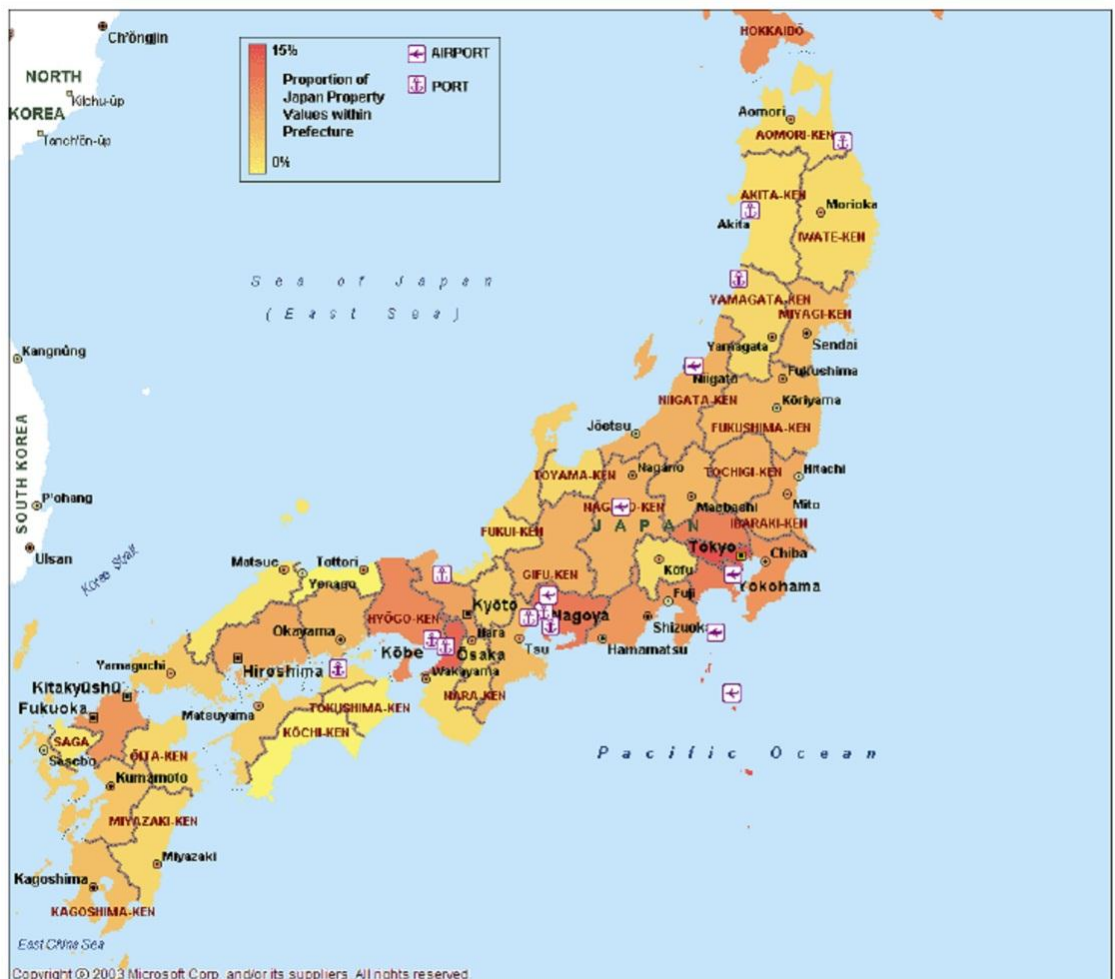 Ch'ŏngjin
NORTH
KOREA
Kilchu-ŭp
Tanch'ŏn-ŭp
15%
Proportion of
Japan Property
Values within
Prefecture
0%
AIRPORT
PORT
HOKKAIDŌ
Aomori
AOMORI-KEN
AKITA-KEN
Akita
Morioka
IWATE-KEN
Sea of Japan
(East Sea)
YAMAGATA-KEN
MIYAGI-KEN
Yamagata
Sendai
Kangnŭng
Niigata
Fukushima
NIIGATA-KEN
Kōriyama
Jōetsu
FUKUSHIMA-KEN
SOUTH KOREA
TOYAMA-KEN
Nagano
TOCHIGI-KEN
Hitachi
P'ohang
NAGANO-KEN
Maebashi
Mito
JAPAN
IBARAKI-KEN
FUKUI-KEN
Ulsan
Korea Strait
Tokyo
Chiba
Matsue
Tottori
Yonago
GIFU-KEN
Kōfu
Yokohama
Fuji
Kyōto
HYŌGO-KEN
Nagoya
Okayama
Nara
Shizuoka
Kōbe
Ōsaka
Tsu
Hamamatsu
Yamaguchi
Hiroshima
Wakayama
Kitakyūshū
NARA-KEN
Fukuoka
Matsuyama
TOKUSHIMA-KEN
KŌCHI-KEN
SAGA
Sasebo
ŌITA-KEN
Pacific Ocean
Kumamoto
MIYAZAKI-KEN
Miyazaki
Kagoshima
KAGOSHIMA-KEN
East China Sea
Copyright © 2003 Microsoft Corp. and/or its suppliers. All rights reserved.